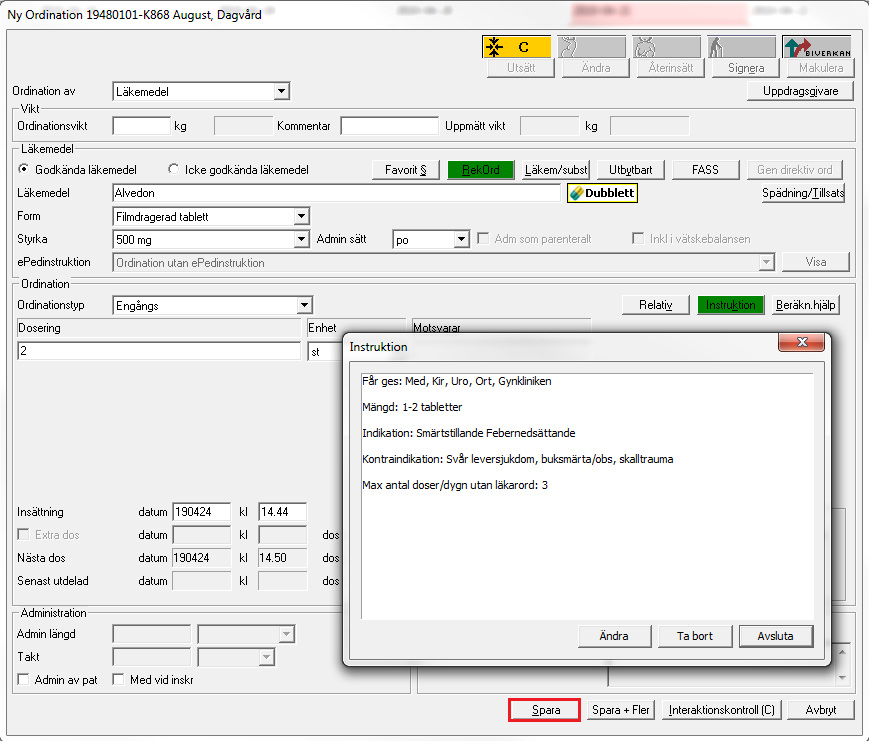 Ny Ordination 19480101-K868 August, Dagvård
C
BIVERKAN
Utsätt Ändra Återinsätt Signera Makulera
Ordination av Läkemedel Uppdragsgivare
Vikt
Ordinationsvikt kg Kommentar Uppmätt vikt kg
Läkemedel
Godkända läkemedel Icke godkända läkemedel Favorit § RekOrd Läkem/subst Utbytbart FASS Gen direktiv ord
Läkemedel Alvedon Dubblett Spädning/Tillsats
Form Filmdragerad tablett
Styrka 500 mg Admin sätt po Adm som parenteralt Inkl i vätskebalansen
ePedinstruktion Ordination utan ePedinstruktion Visa
Ordination
Ordinationstyp Engångs Relativ Instruktion Beräkn.hjälp
Dosering Enhet Motsvarar
2 st
Instruktion
Får ges: Med, Kir, Uro, Ort, Gynkliniken
Mängd: 1-2 tabletter
Indikation: Smärtstillande Febernedsättande
Kontraindikation: Svår leversjukdom, buksmärta/obs, skalltrauma
Max antal doser/dygn utan läkarord: 3
Ändra Ta bort Avsluta
Insättning datum 190424 kl 14.44
Extra dos datum kl dos
Nästa dos datum 190424 kl 14.50 dos
Senast utdelad datum kl dos
Administration
Admin längd
Takt
Admin av pat Med vid inskr
Spara Spara + Fler Interaktionskontroll (C) Avbryt